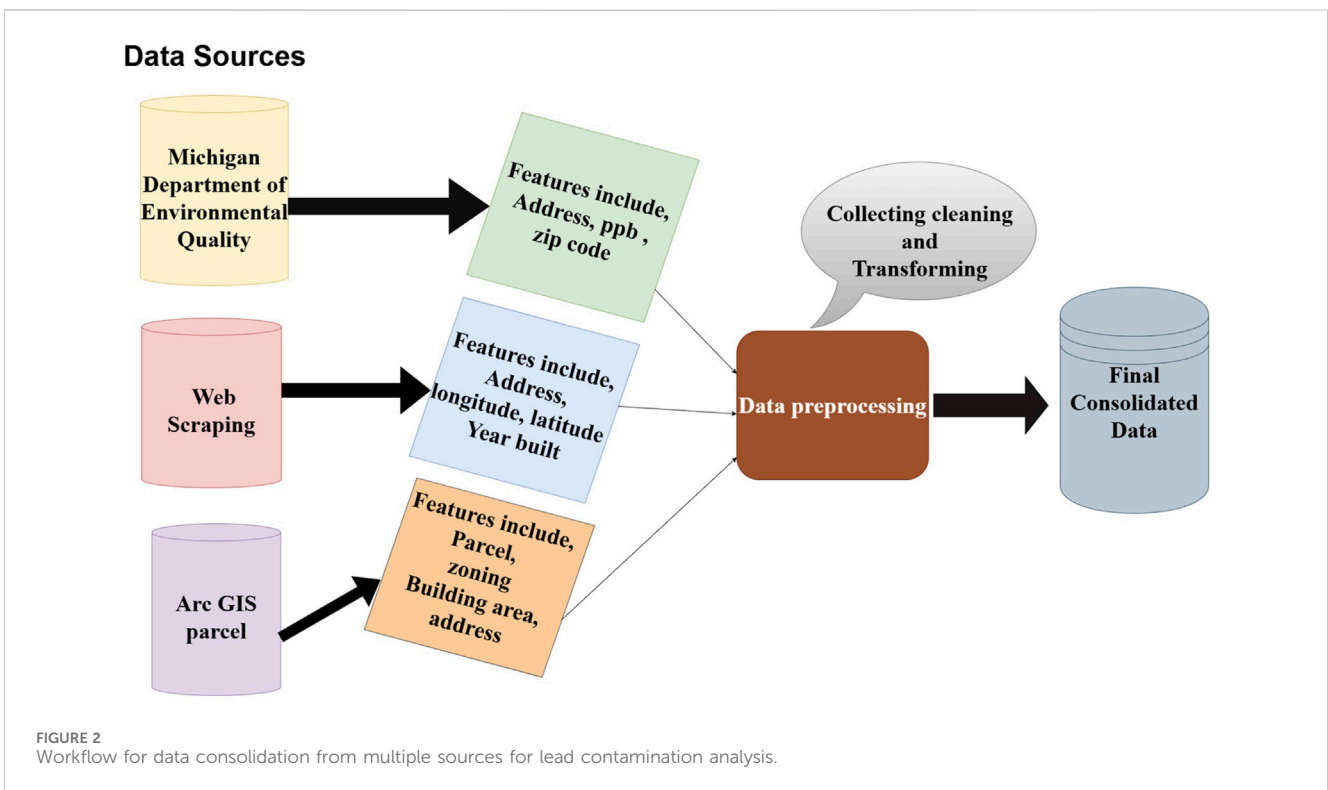 Data Sources
Michigan
Department of
Environmental
Quality
Features include,
Address, ppb ,
zip code
Web
Scraping
Features include,
Address,
longitude, latitude
Year built
Arc GIS
parcel
Features include,
Parcel,
zoning
Building area,
address
Collecting cleaning
and
Transforming
Data preprocessing
Final
Consolidated
Data
FIGURE 2
Workflow for data consolidation from multiple sources for lead contamination analysis.